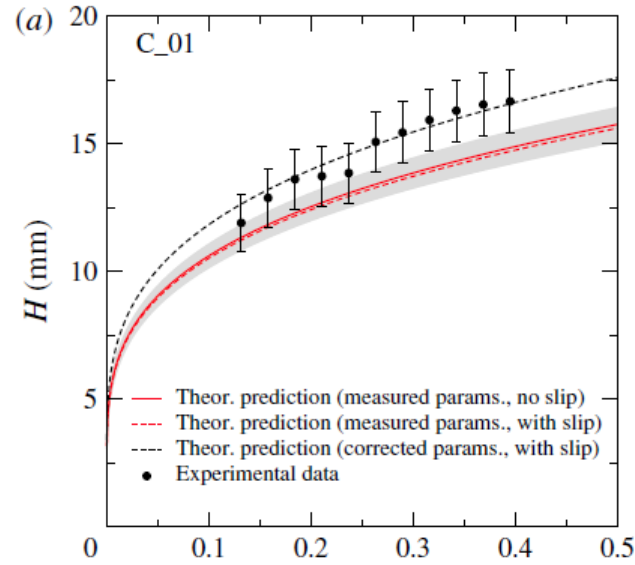 (a)
20
C_01
15
10
5
H (mm)
Theor. prediction (measured params., no slip)
Theor. prediction (measured params., with slip)
Theor. prediction (corrected params., with slip)
Experimental data
0 0.1 0.2 0.3 0.4 0.5